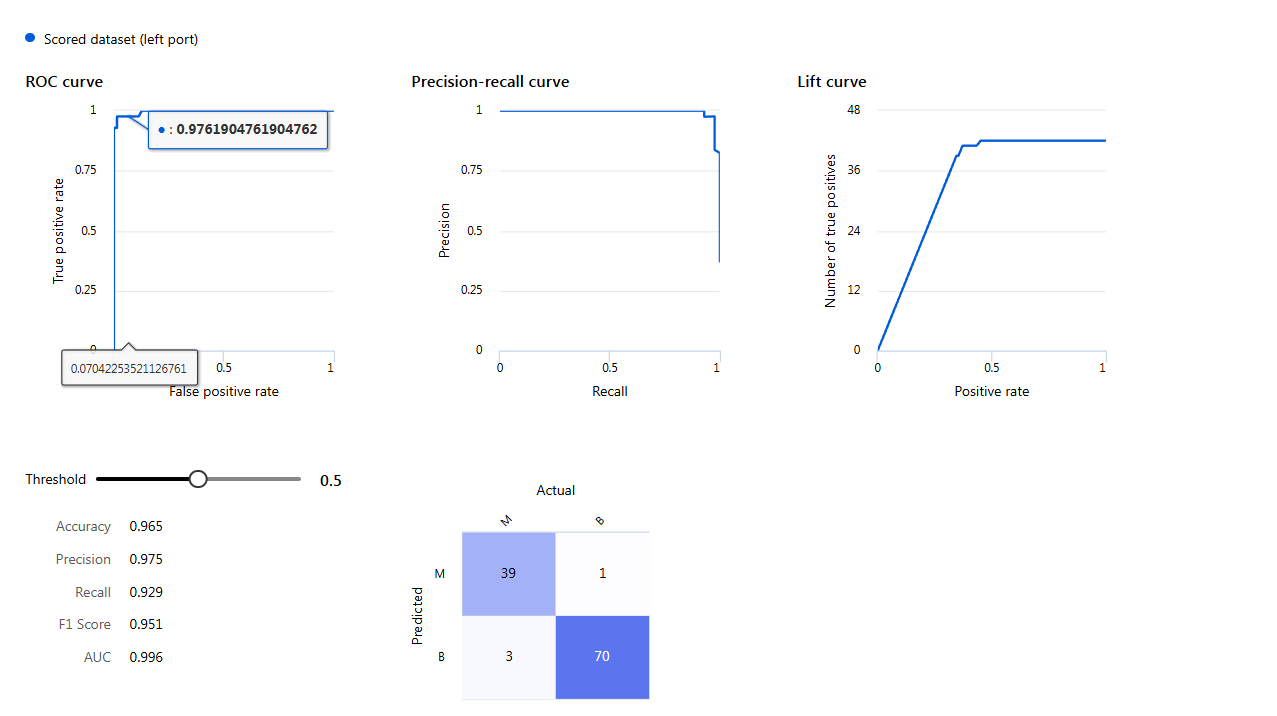 Scored dataset (left port)
ROC curve
1
0.75
0.5
0.25
0
True positive rate
: 0.9761904761904762
0.07042253521126761
0.5
1
False positive rate
Precision-recall curve
1
0.75
0.5
0.25
0
Precision
0
0.5
1
Recall
Lift curve
48
36
24
12
0
Number of true positives
0
0.5
1
Positive rate
Threshold
0.5
Accuracy 0.965
Precision 0.975
Recall 0.929
F1 Score 0.951
AUC 0.996
Actual
M B
Predicted
M 39 1
B 3 70